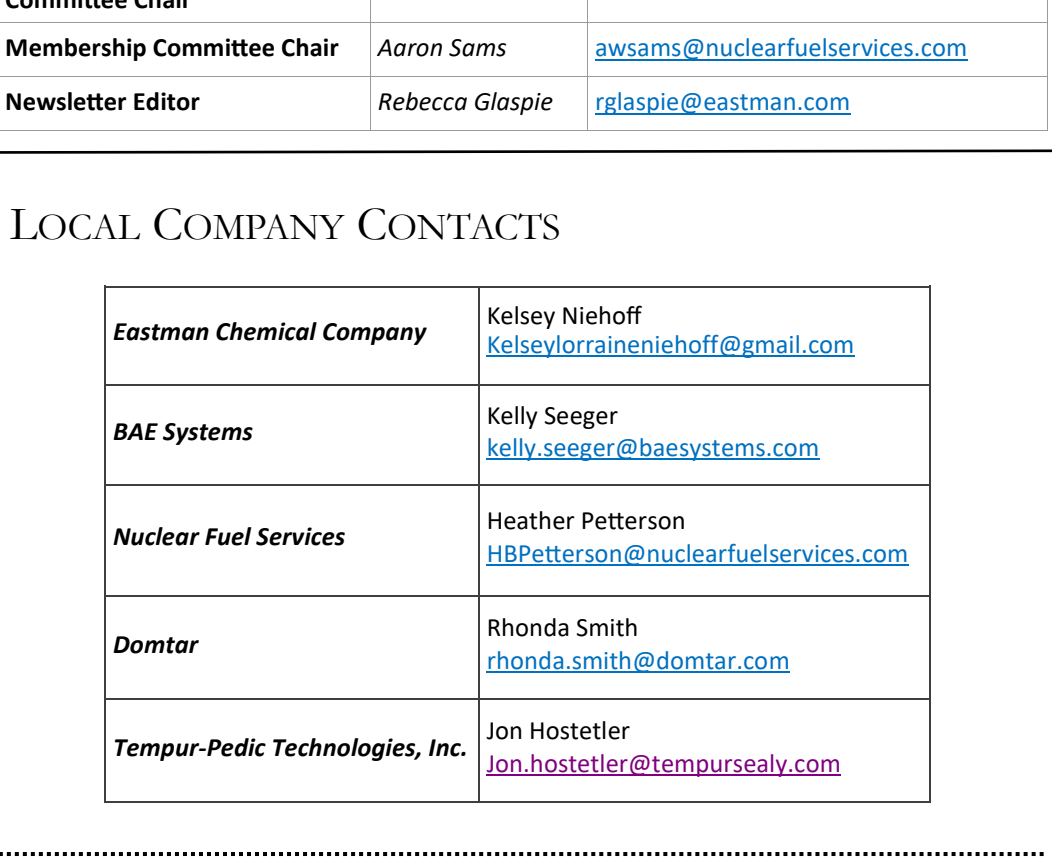 Committee Chair
Membership Committee Chair Aaron Sams awsams@nuclearfuelservices.com
Newsletter Editor Rebecca Glaspie rglaspie@eastman.com
LOCAL COMPANY CONTACTS
Eastman Chemical Company
Kelsey Niehoff
Kelseylorraineniehoff@gmail.com
BAE Systems
Kelly Seeger
kelly.seeger@baesystems.com
Nuclear Fuel Services
Heather Petterson
HBPetterson@nuclearfuelservices.com
Domtar
Rhonda Smith
rhonda.smith@domtar.com
Tempur-Pedic Technologies, Inc.
Jon Hostetler
Jon.hostetler@tempursealy.com